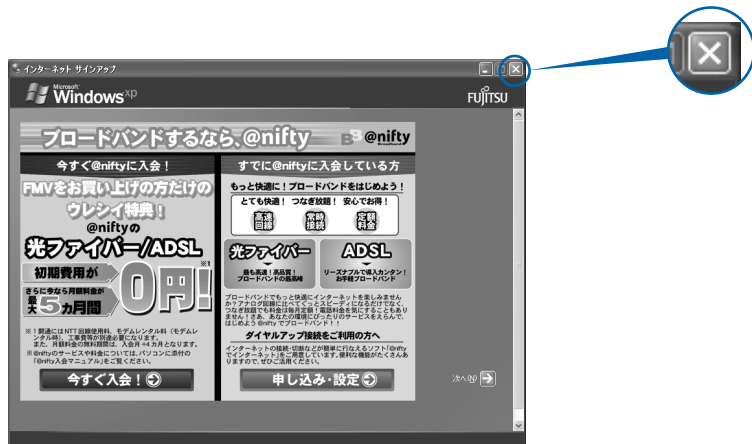 インターネット サインアップ
Microsoft
Windows xp
FUJITSU
ブロードバンドするなら、@nifty
BB @nifty
Broadband
今すぐ@niftyに入会！
FMVをお買い上げの方だけの
ウレシイ特典！
@niftyの
光ファイバー/ADSL
初期費用が
0円!※1
さらに今なら月額料金が
最大5ヵ月間
※1 開通にはNTT回線使用料、モデムレンタル料（モデムレ
ンタル時）、工事費等が別途必要になります。
また、月額料金の無料期間は、入会月+4カ月となります。
※@niftyのサービスや料金については、パソコンに添付の
『@nifty入会マニュアル』をご覧ください。
今すぐ入会！
すでに@niftyに入会している方
もっと快適に！ブロードバンドをはじめよう！
とても快適！ つなぎ放題！ 安心でお得！
高速回線 常時接続 定額料金
光ファイバー
最も高速！高品質！
ブロードバンドの最高峰
ADSL
リーズナブルで導入カンタン！
お手軽ブロードバンド
ブロードバンドでもっと快適にインターネットを楽しみません
か？アナログ回線に比べてぐっとスピーディになるだけでなく、
つなぎ放題でも料金は毎月定額！電話料金を気にすることもあり
ません！さあ、あなたの環境にぴったりのサービスをえらんで、
はじめよう@niftyでブロードバンド！！
ダイヤルアップ接続をご利用の方へ
インターネットの接続・切断などが簡単に行なえるソフト「@nifty
でインターネット」をご用意しています。便利な機能がたくさんあ
りますので、ぜひご活用ください。
申し込み・設定
次へ(N)